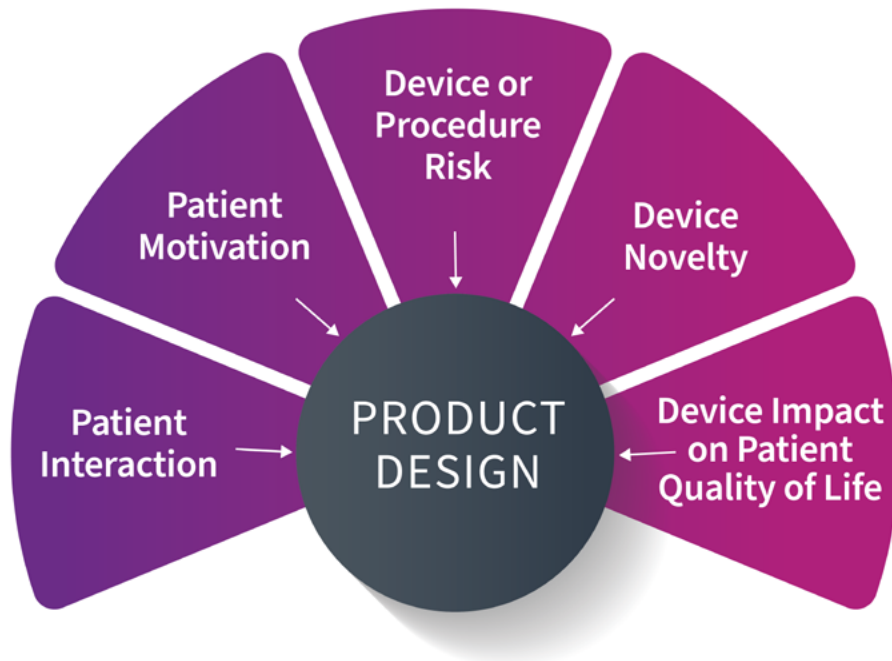 Patient
Interaction
Patient
Motivation
Device or
Procedure
Risk
Device
Novelty
Device Impact
on Patient
Quality of Life
PRODUCT
DESIGN